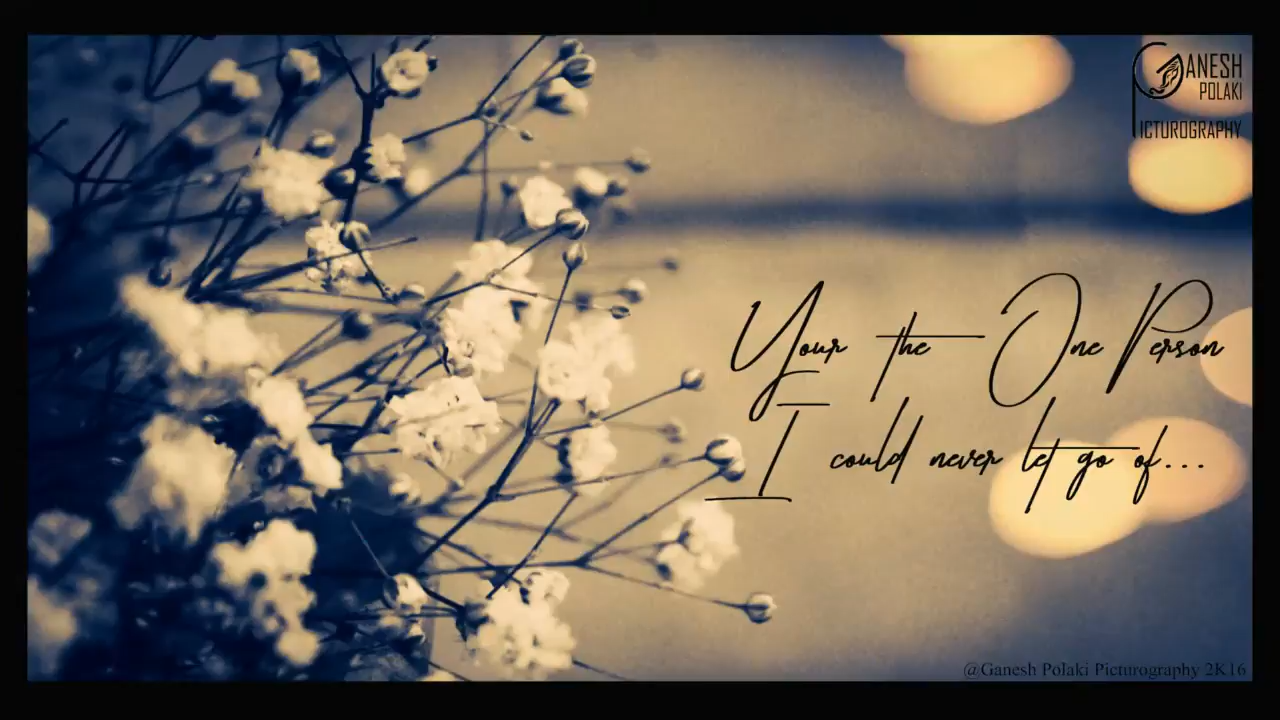 GANESH
POLAKI
PICTUROGRAPHY
Your the One Person
I could never let go of...
@Ganesh Polaki Picturography 2K16